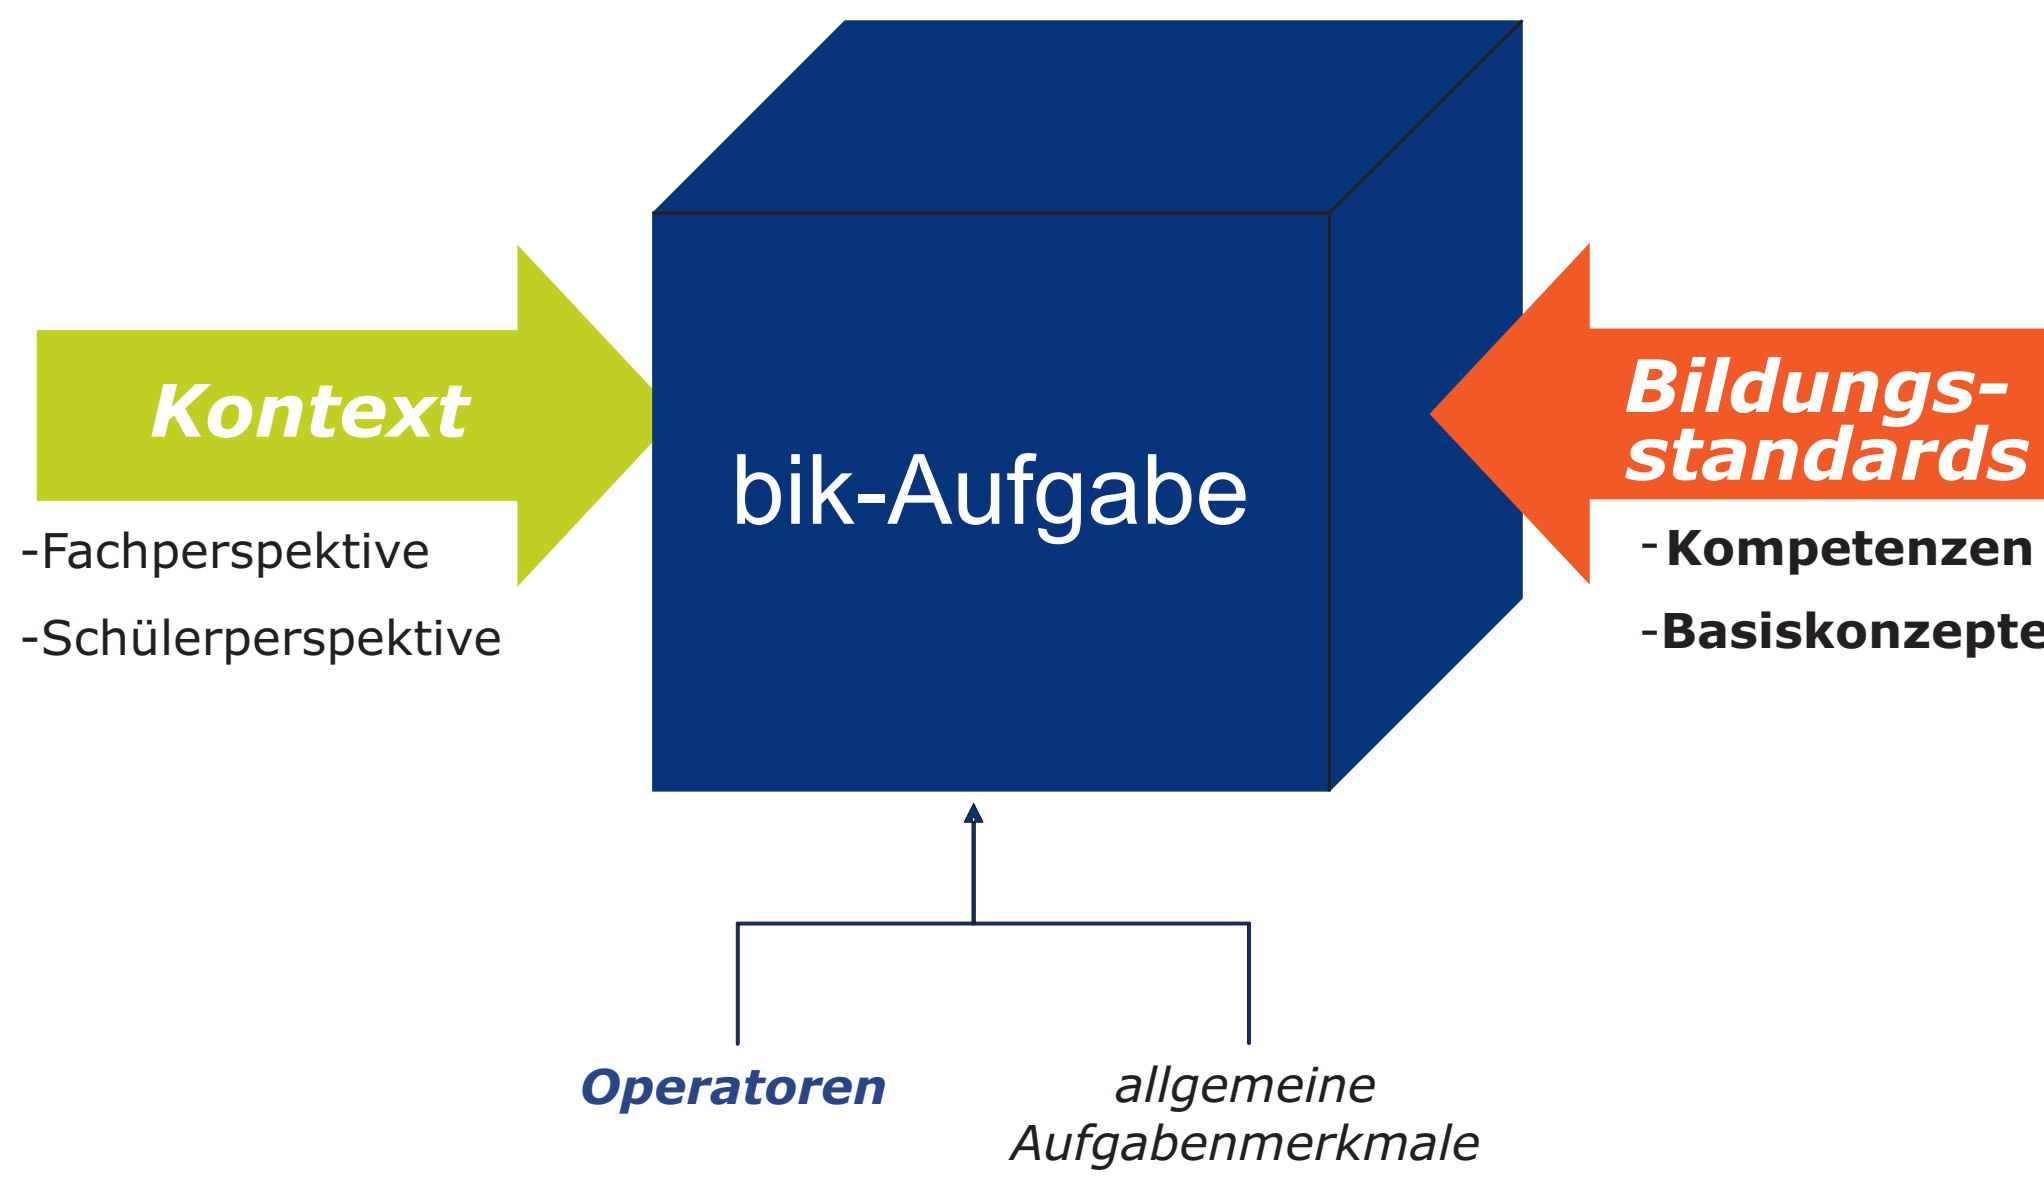 Kontext
-Fachperspektive
-Schülerperspektive
bik-Aufgabe
Bildungs-
standards
-Kompetenzen
-Basiskonzepte
Operatoren
allgemeine
Aufgabenmerkmale